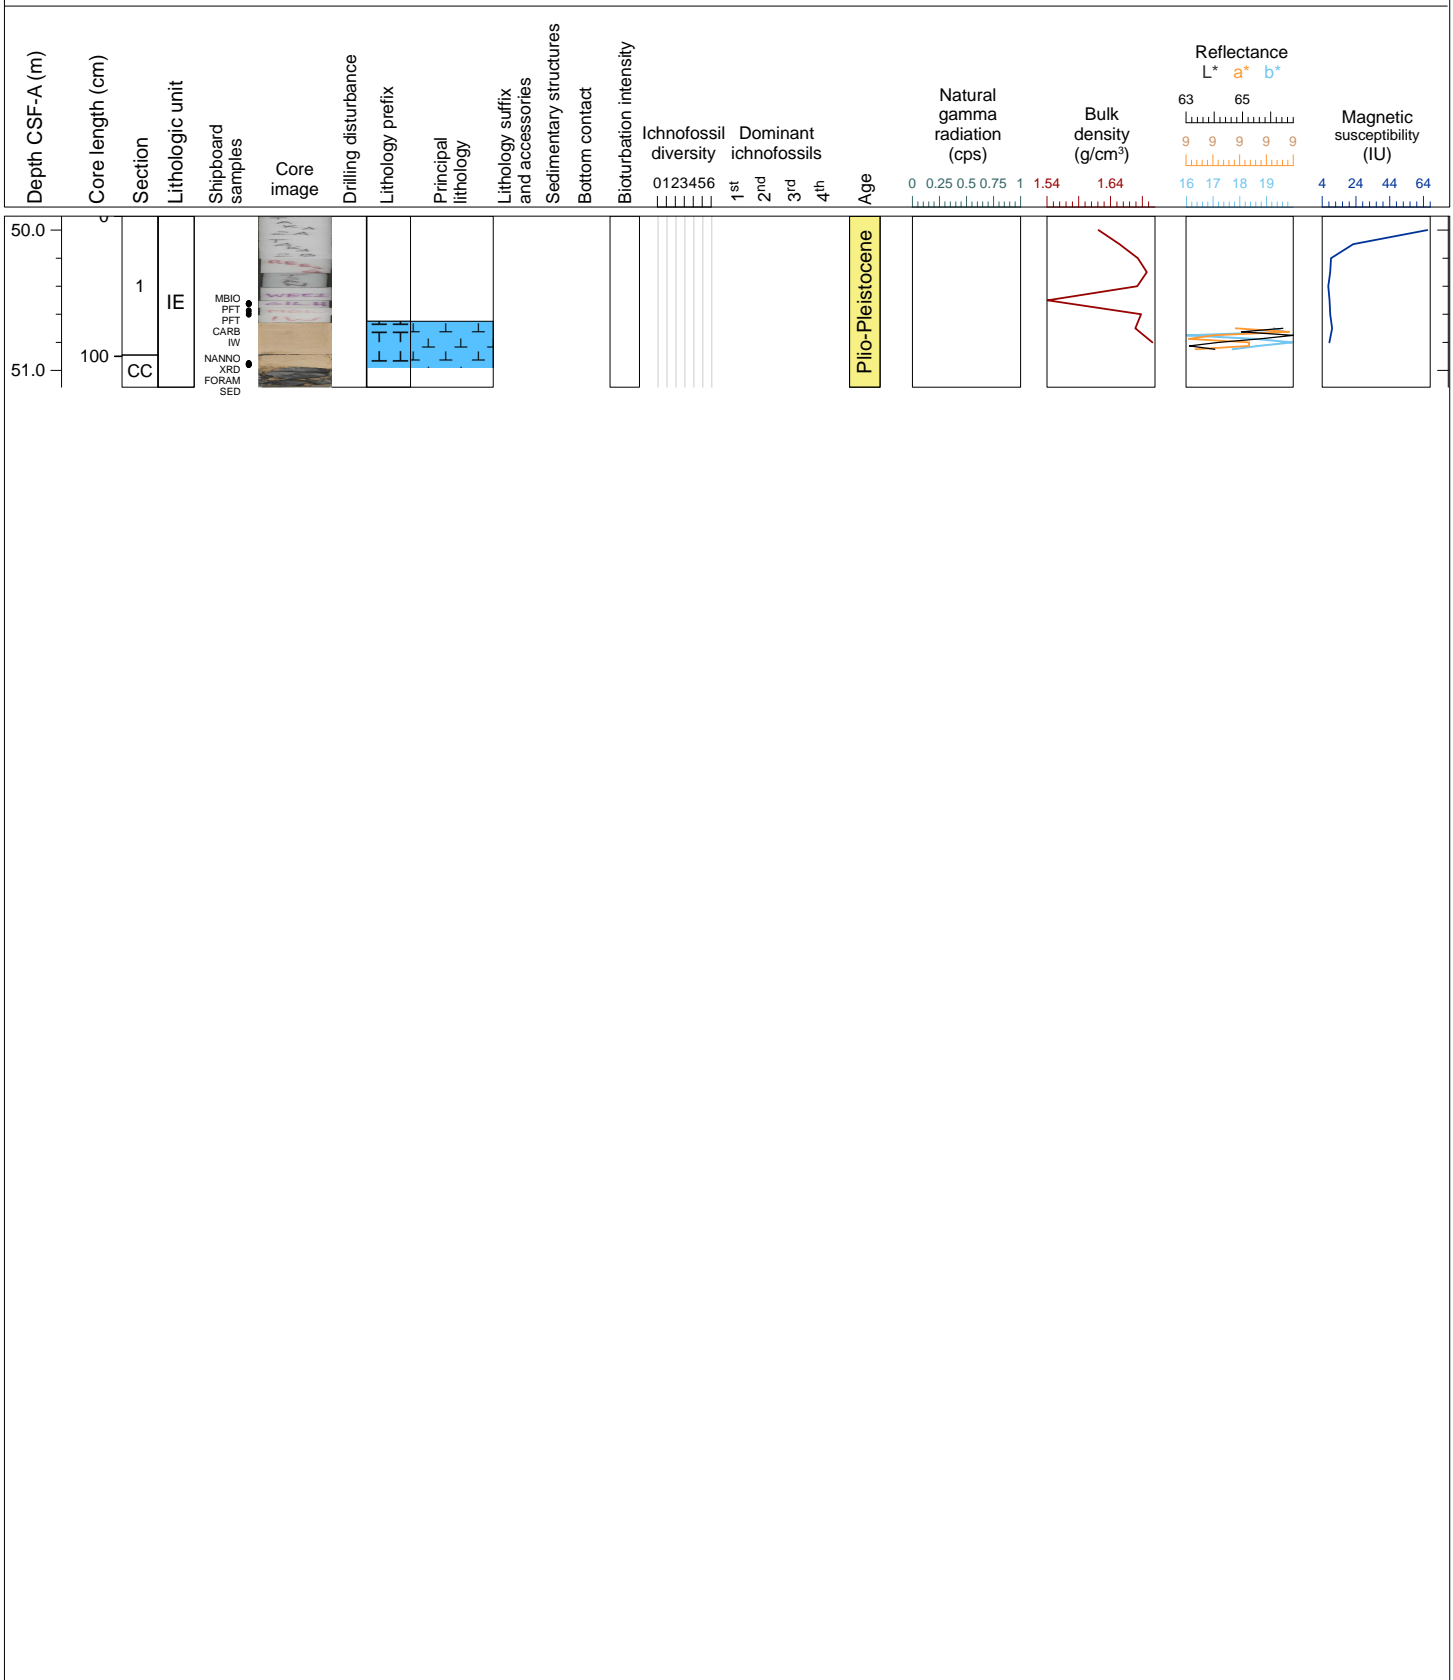 Depth CSF-A (m)
Core length (cm)
Section
Lithologic unit
Shipboard
samples
Core
image
Drilling disturbance
Lithology prefix
Principal
lithology
Lithology suffix
and accessories
Sedimentary structures
Bottom contact
Bioturbation intensity
Ichnofossil
diversity
0123456
Dominant
ichnofossils
1st
2nd
3rd
4th
Age
Natural
gamma
radiation
(cps)
0 0.25 0.5 0.75 1
Bulk
density
(g/cm³)
1.54 1.64
Reflectance
L* a* b*
63 65
9 9 9 9 9
16 17 18 19
Magnetic
susceptibility
(IU)
4 24 44 64
50.0
51.0
0
100
1
CC
IE
MBIO
PFT
PFT
CARB
IW
NANNO
XRD
FORAM
SED
Plio-Pleistocene